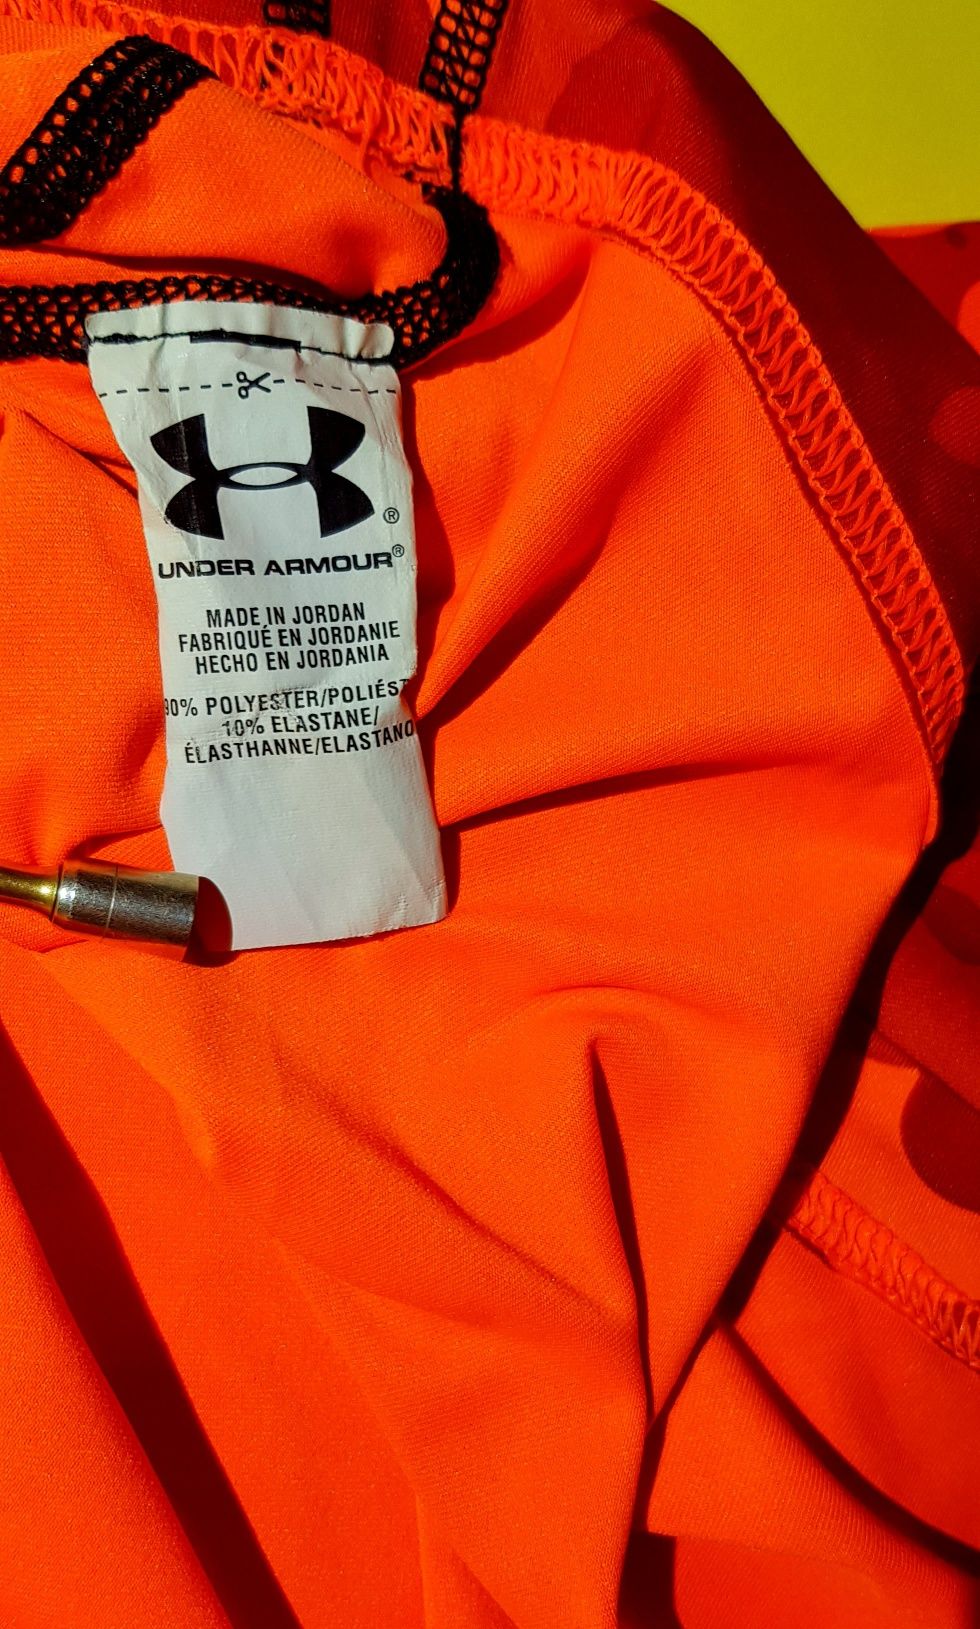 ®
UNDER ARMOUR®
MADE IN JORDAN
FABRIQUÉ EN JORDANIE
HECHO EN JORDANIA
90% POLYESTER/POLIÉST
10% ELASTANE/
ÉLASTHANNE/ELASTANO